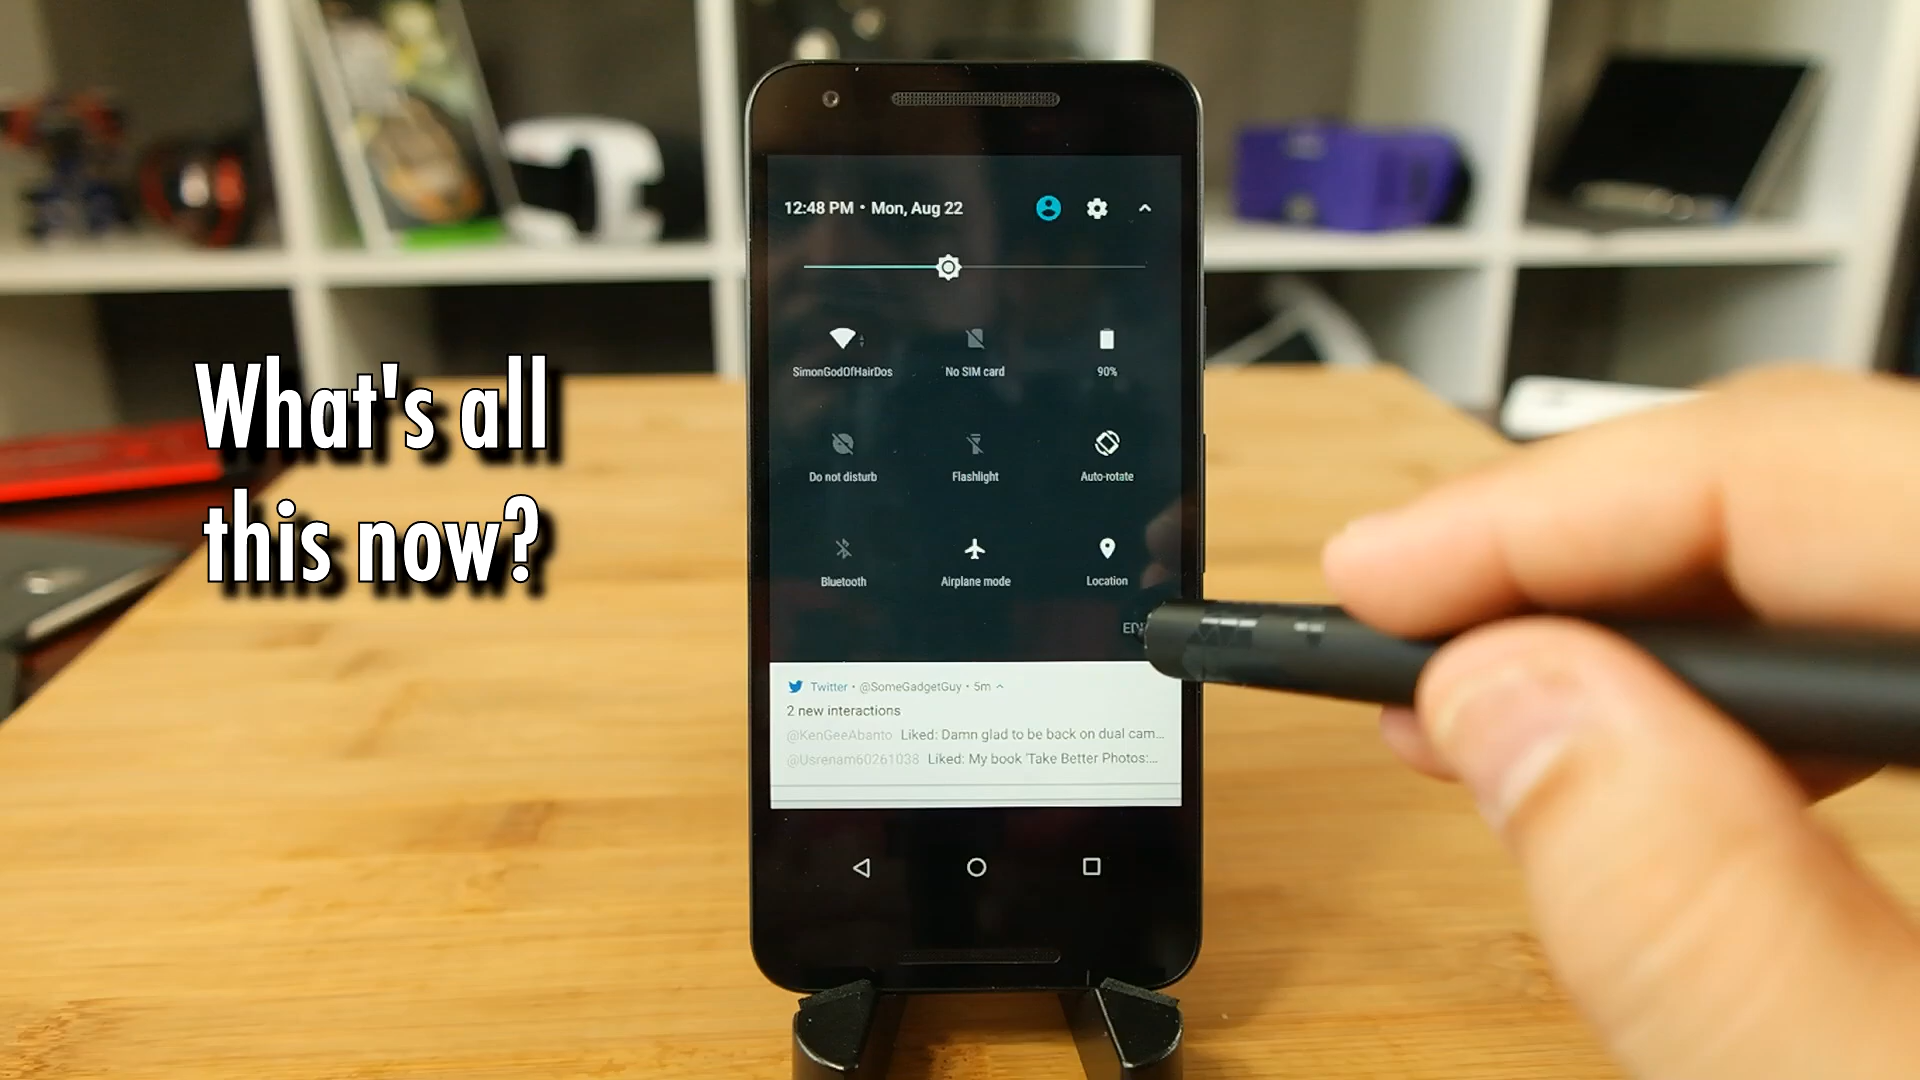 What's all
this now?
12:48 PM • Mon, Aug 22
SimonGodOfHairDos
No SIM card
90%
Do not disturb
Flashlight
Auto-rotate
Bluetooth
Airplane mode
Location
Twitter • @SomeGadgetGuy • 5m
2 new interactions
@KenGeeAbanto Liked: Damn glad to be back on dual cam...
@Usrenam60261038 Liked: My book 'Take Better Photos:...